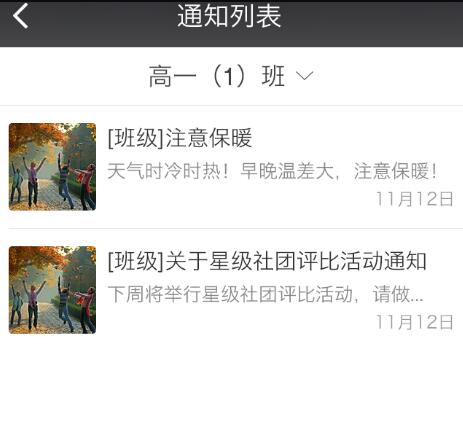 通知列表
高一（1）班
[班级]注意保暖
天气时冷时热！早晚温差大，注意保暖！
11月12日
[班级]关于星级社团评比活动通知
下周将举行星级社团评比活动，请做...
11月12日